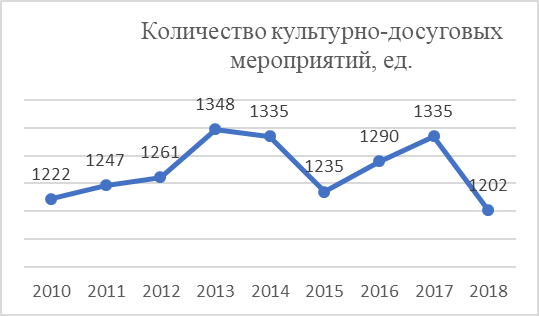 Количество культурно-досуговых
мероприятий, ед.
1222 1247 1261 1348 1335 1235 1290 1335 1202
2010 2011 2012 2013 2014 2015 2016 2017 2018